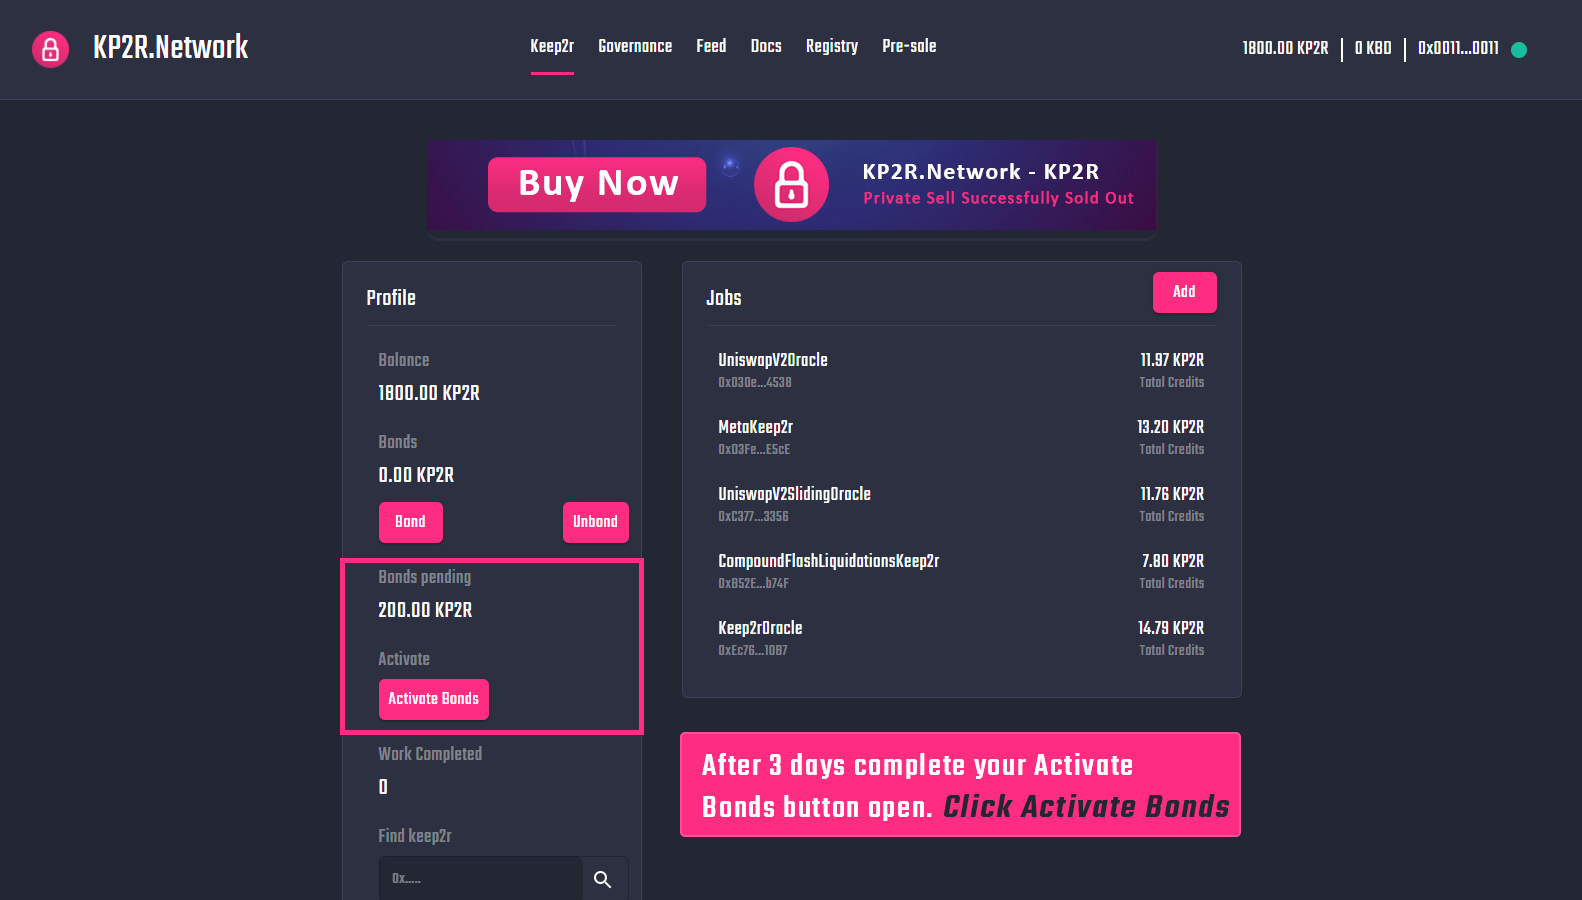 KP2R.Network
Keep2r Governance Feed Docs Registry Pre-sale
1800.00 KP2R 0 KBD 0x0011...0011
Buy Now
KP2R.Network - KP2R
Private Sell Successfully Sold Out
Profile
Balance
1800.00 KP2R
Bonds
0.00 KP2R
Bond Unbond
Bonds pending
200.00 KP2R
Activate
Activate Bonds
Work Completed
0
Find keep2r
0x.....
Jobs
Add
UniswapV2Oracle 11.97 KP2R
0xD30e...453B Total Credits
MetaKeep2r 13.20 KP2R
0xD3Fe...E5cE Total Credits
UniswapV2SlidingOracle 11.76 KP2R
0xC377...3356 Total Credits
CompoundFlashLiquidationsKeep2r 7.80 KP2R
0xB52E...b74F Total Credits
Keep2rOracle 14.79 KP2R
0xEc76...10B7 Total Credits
After 3 days complete your Activate
Bonds button open. Click Activate Bonds